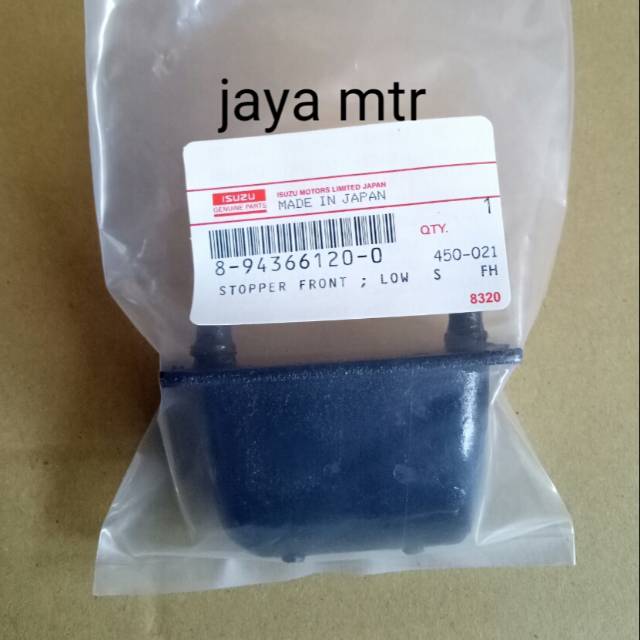 jaya mtr
ISUZU
GENUINE PARTS
ISUZU MOTORS LIMITED JAPAN
MADE IN JAPAN
QTY. 1
8-94366120-0 450-021
STOPPER FRONT ; LOW S FH
8320